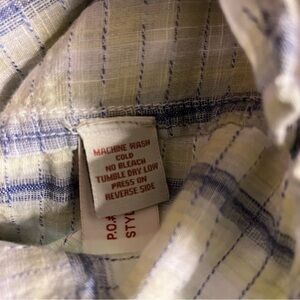 MACHINE WASH
COLD
NO BLEACH
TUMBLE DRY LOW
PRESS ON
REVERSE SIDE
P.O.#
STYL